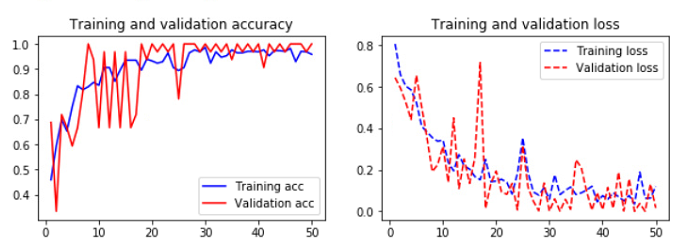 Training and validation accuracy
1.0
0.9
0.8
0.7
0.6
0.5
0.4
Training acc
Validation acc
0 10 20 30 40 50
Training and validation loss
0.8
0.6
0.4
0.2
0.0
Training loss
Validation loss
0 10 20 30 40 50